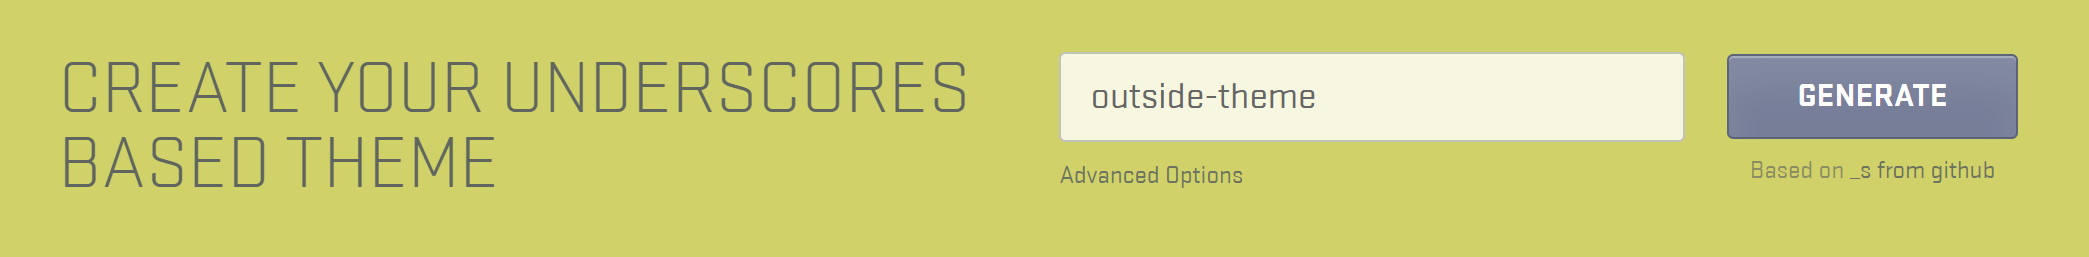 CREATE YOUR UNDERSCORES
BASED THEME
outside-theme
Advanced Options
GENERATE
Based on _s from github